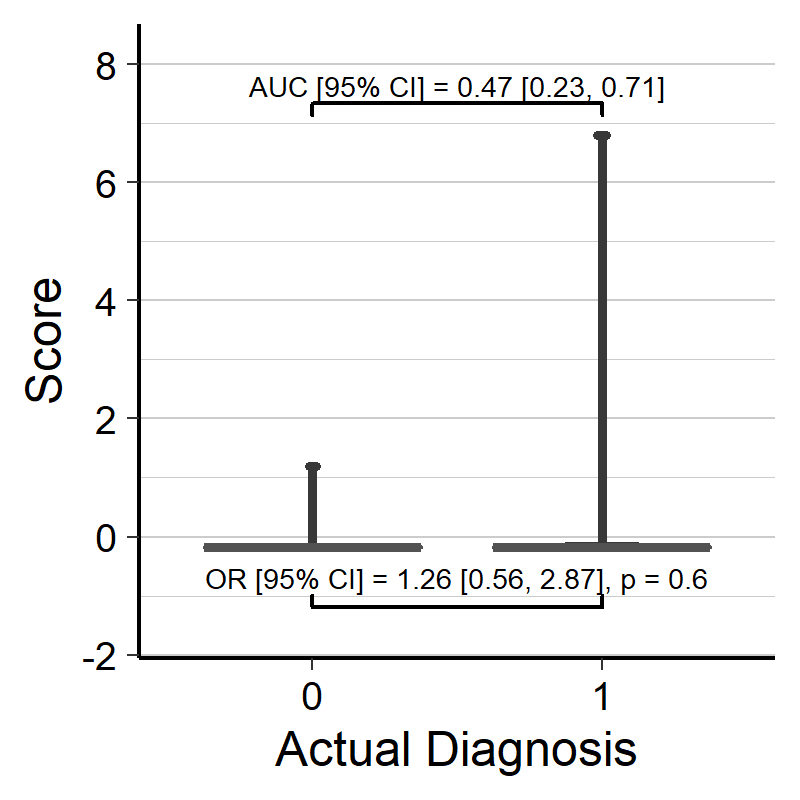 8
AUC [95% CI] = 0.47 [0.23, 0.71]
6
4
Score
2
0
OR [95% CI] = 1.26 [0.56, 2.87], p = 0.6
-2
0 1
Actual Diagnosis